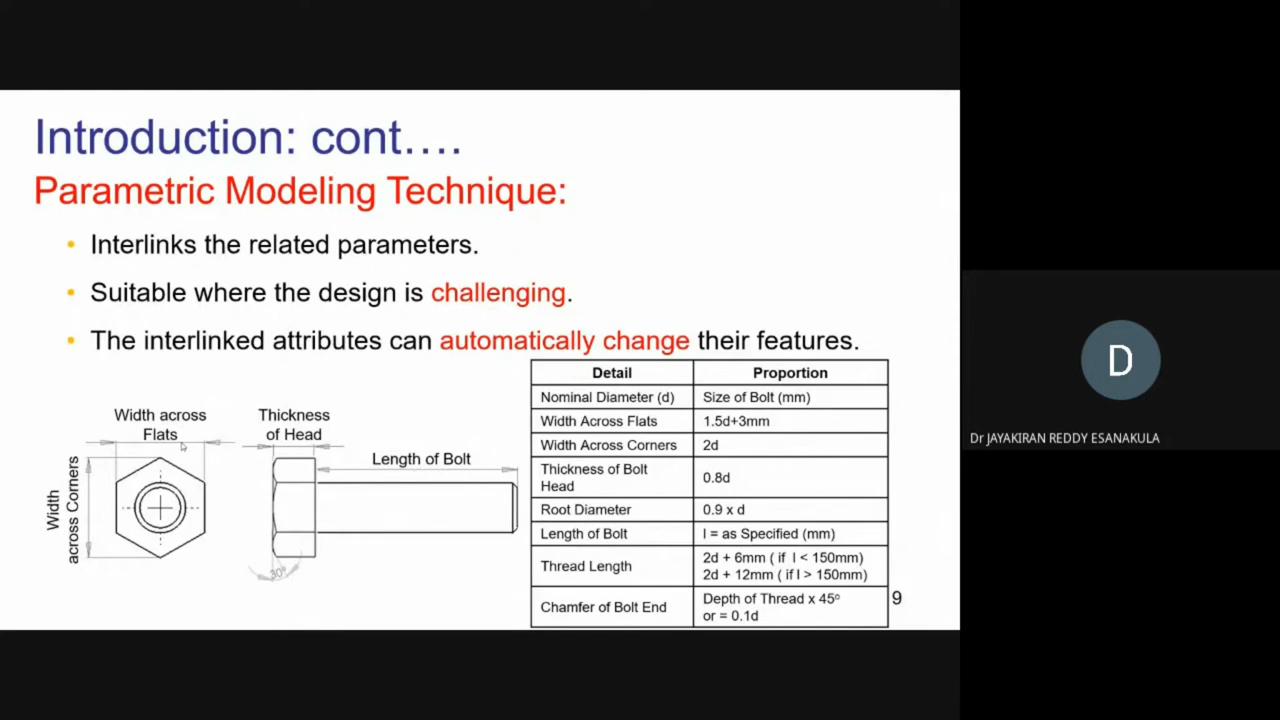 Introduction: cont….
Parametric Modeling Technique:
• Interlinks the related parameters.
• Suitable where the design is challenging.
• The interlinked attributes can automatically change their features.
Width across
Flats
Thickness
of Head
Length of Bolt
Width
across Corners
30°
Detail Proportion
Nominal Diameter (d) Size of Bolt (mm)
Width Across Flats 1.5d+3mm
Width Across Corners 2d
Thickness of Bolt
Head
0.8d
Root Diameter 0.9 x d
Length of Bolt l = as Specified (mm)
Thread Length
2d + 6mm ( if l < 150mm)
2d + 12mm ( if l > 150mm)
Chamfer of Bolt End
Depth of Thread x 45º
or = 0.1d
9
D
Dr JAYAKIRAN REDDY ESANAKULA